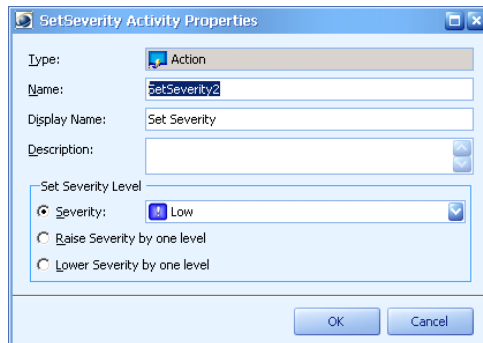 SetSeverity Activity Properties
Type: Action
Name: SetSeverity2
Display Name: Set Severity
Description:
Set Severity Level
Severity: Low
Raise Severity by one level
Lower Severity by one level
OK Cancel